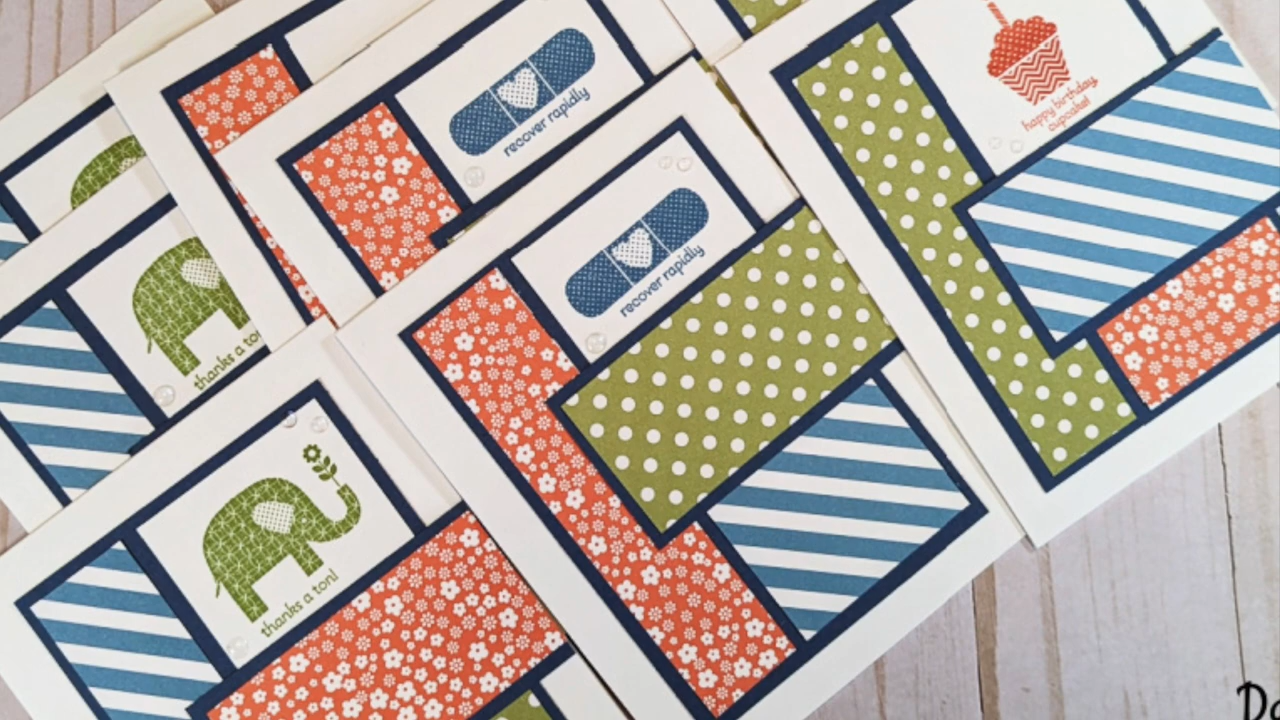 recover rapidly
happy birthday,
cupcake!
recover rapidly
thanks a ton
thanks a ton!